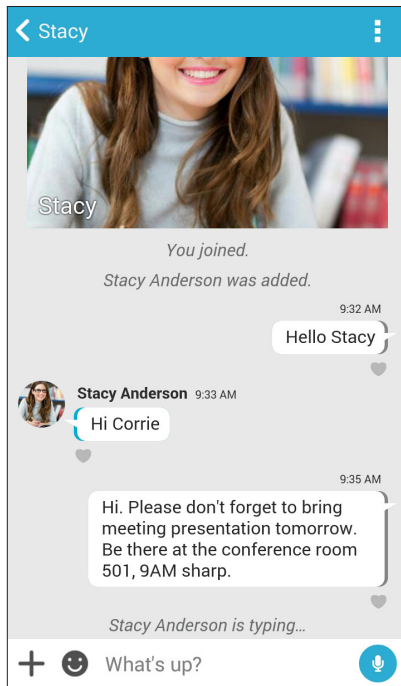 Stacy
Stacy
You joined.
Stacy Anderson was added.
9:32 AM
Hello Stacy
Stacy Anderson 9:33 AM
Hi Corrie
9:35 AM
Hi. Please don't forget to bring
meeting presentation tomorrow.
Be there at the conference room
501, 9AM sharp.
Stacy Anderson is typing...
What's up?